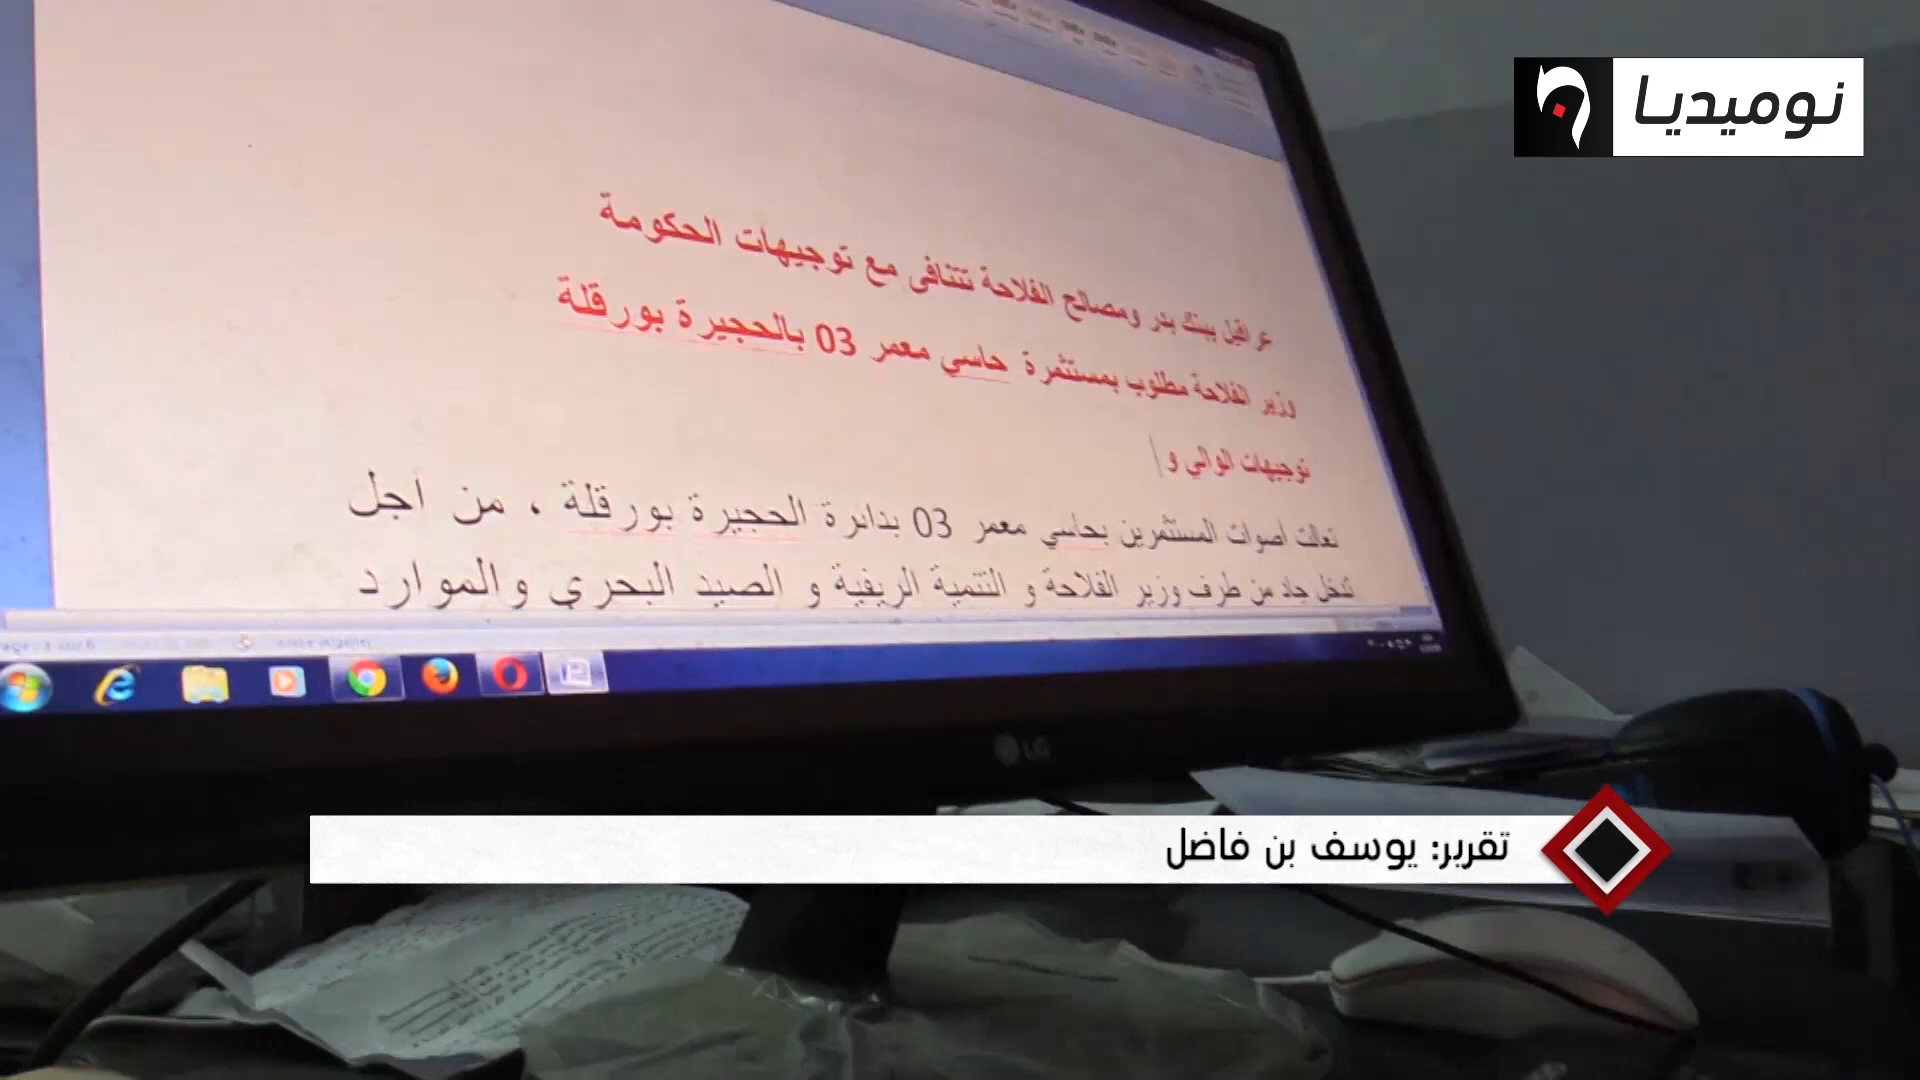 نوميديا
عراقيل ببنك بدر ومصالح الفلاحة تتنافى مع توجيهات الحكومة
وزير الفلاحة مطلوب بمستثمرة حاسي معمر 03 بالحجيرة بورقلة
توجيهات الوالي و
تعالت أصوات المستثمرين بحاسي معمر 03 بدائرة الحجيرة بورقلة ، من أجل
تدخل جاد من طرف وزير الفلاحة و التنمية الريفية و الصيد البحري والموارد
LG
تقرير: يوسف بن فاضل